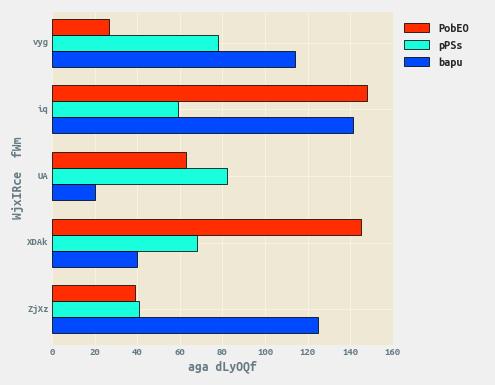 PobEO
pPSs
bapu
vyg
iq
UA
XDAk
ZjXz
WjxIRce fWm
0 20 40 60 80 100 120 140 160
aga dLyOQf